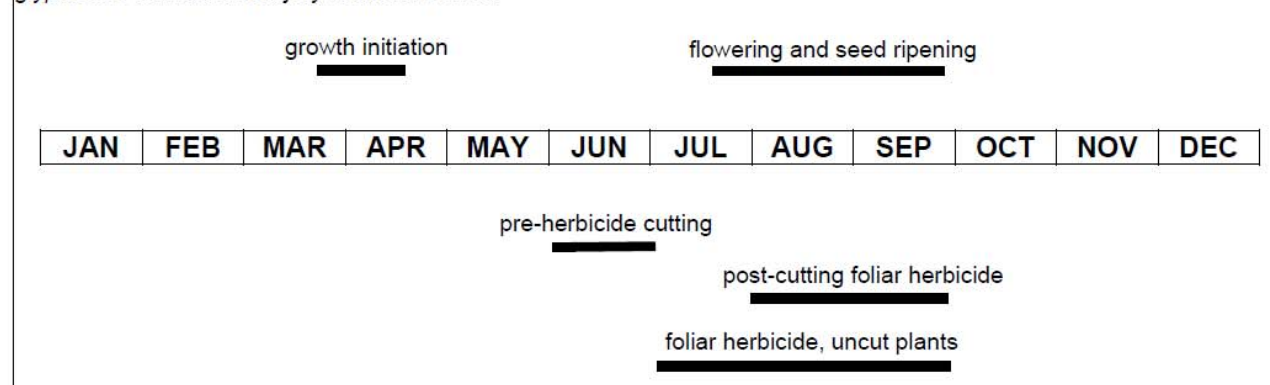 growth initiation
flowering and seed ripening
JAN FEB MAR APR MAY JUN JUL AUG SEP OCT NOV DEC
pre-herbicide cutting
post-cutting foliar herbicide
foliar herbicide, uncut plants